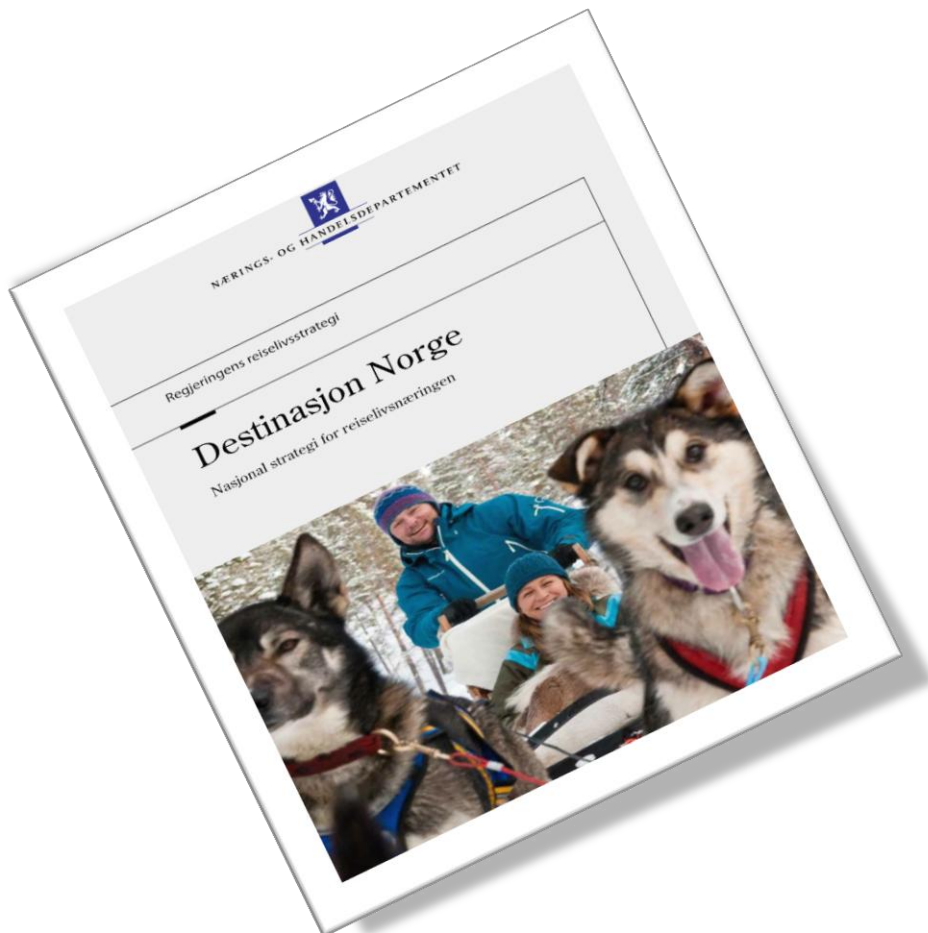 NÆRINGS- OG HANDELSDEPARTEMENTET
Regjeringens reiselivsstrategi
Destinasjon Norge
Nasjonal strategi for reiselivsnæringen